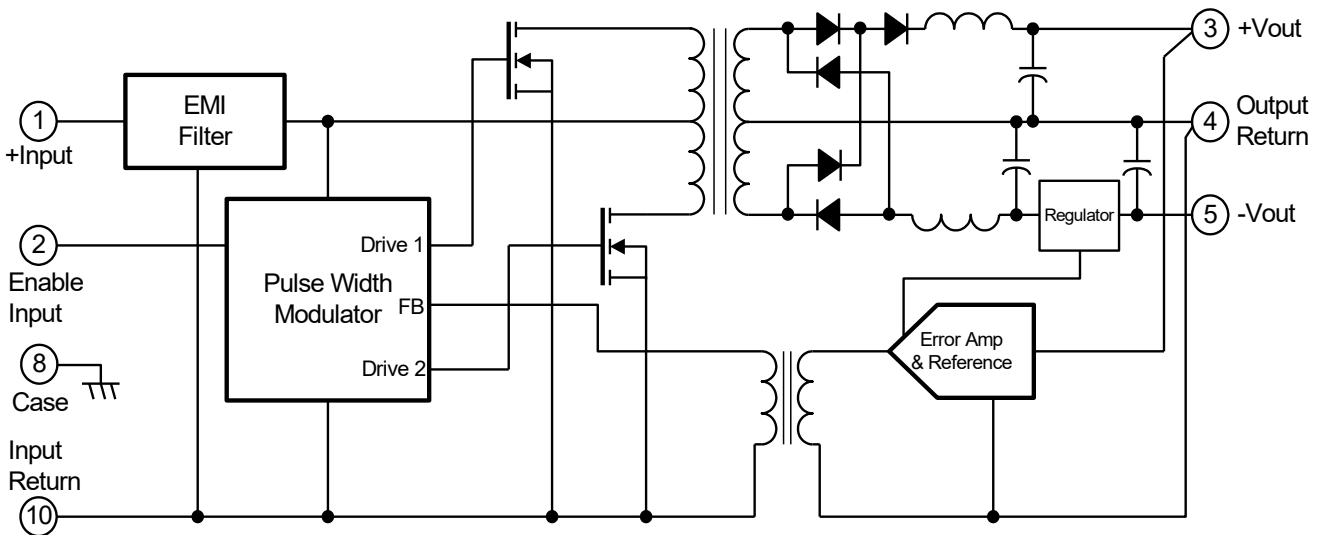 3 +Vout
EMI
Filter
1
+Input
4 Output
Return
Regulator
5 -Vout
2
Enable
Input
Drive 1
Pulse Width
Modulator
FB
Drive 2
Error Amp
& Reference
8
Case
Input
Return
10